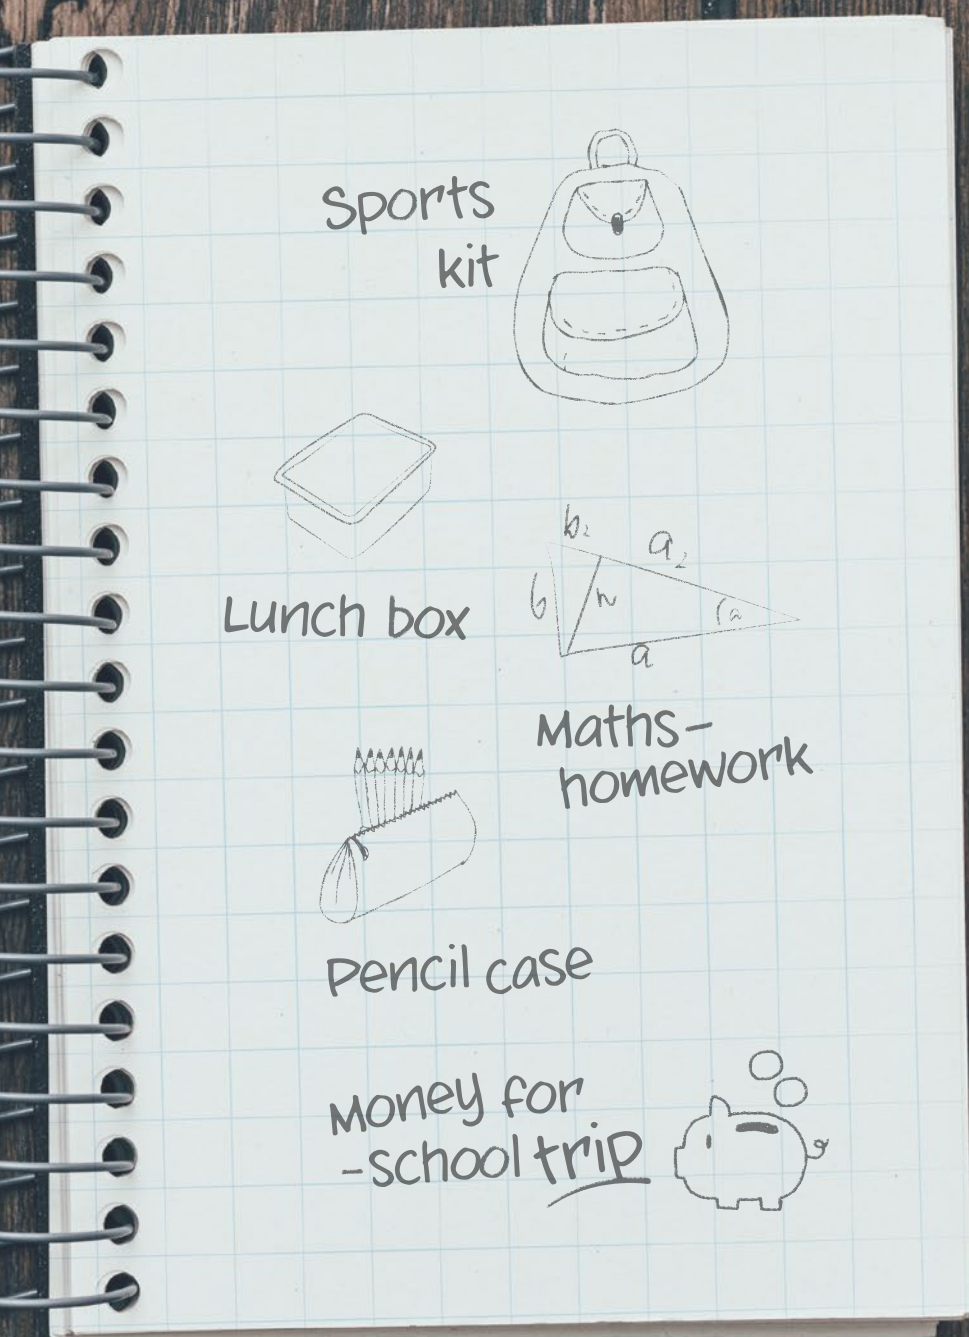 Sports
kit
b₂
a₂
b
n
a
Lunch box
Maths-
homework
Pencil case
Money for
-school trip